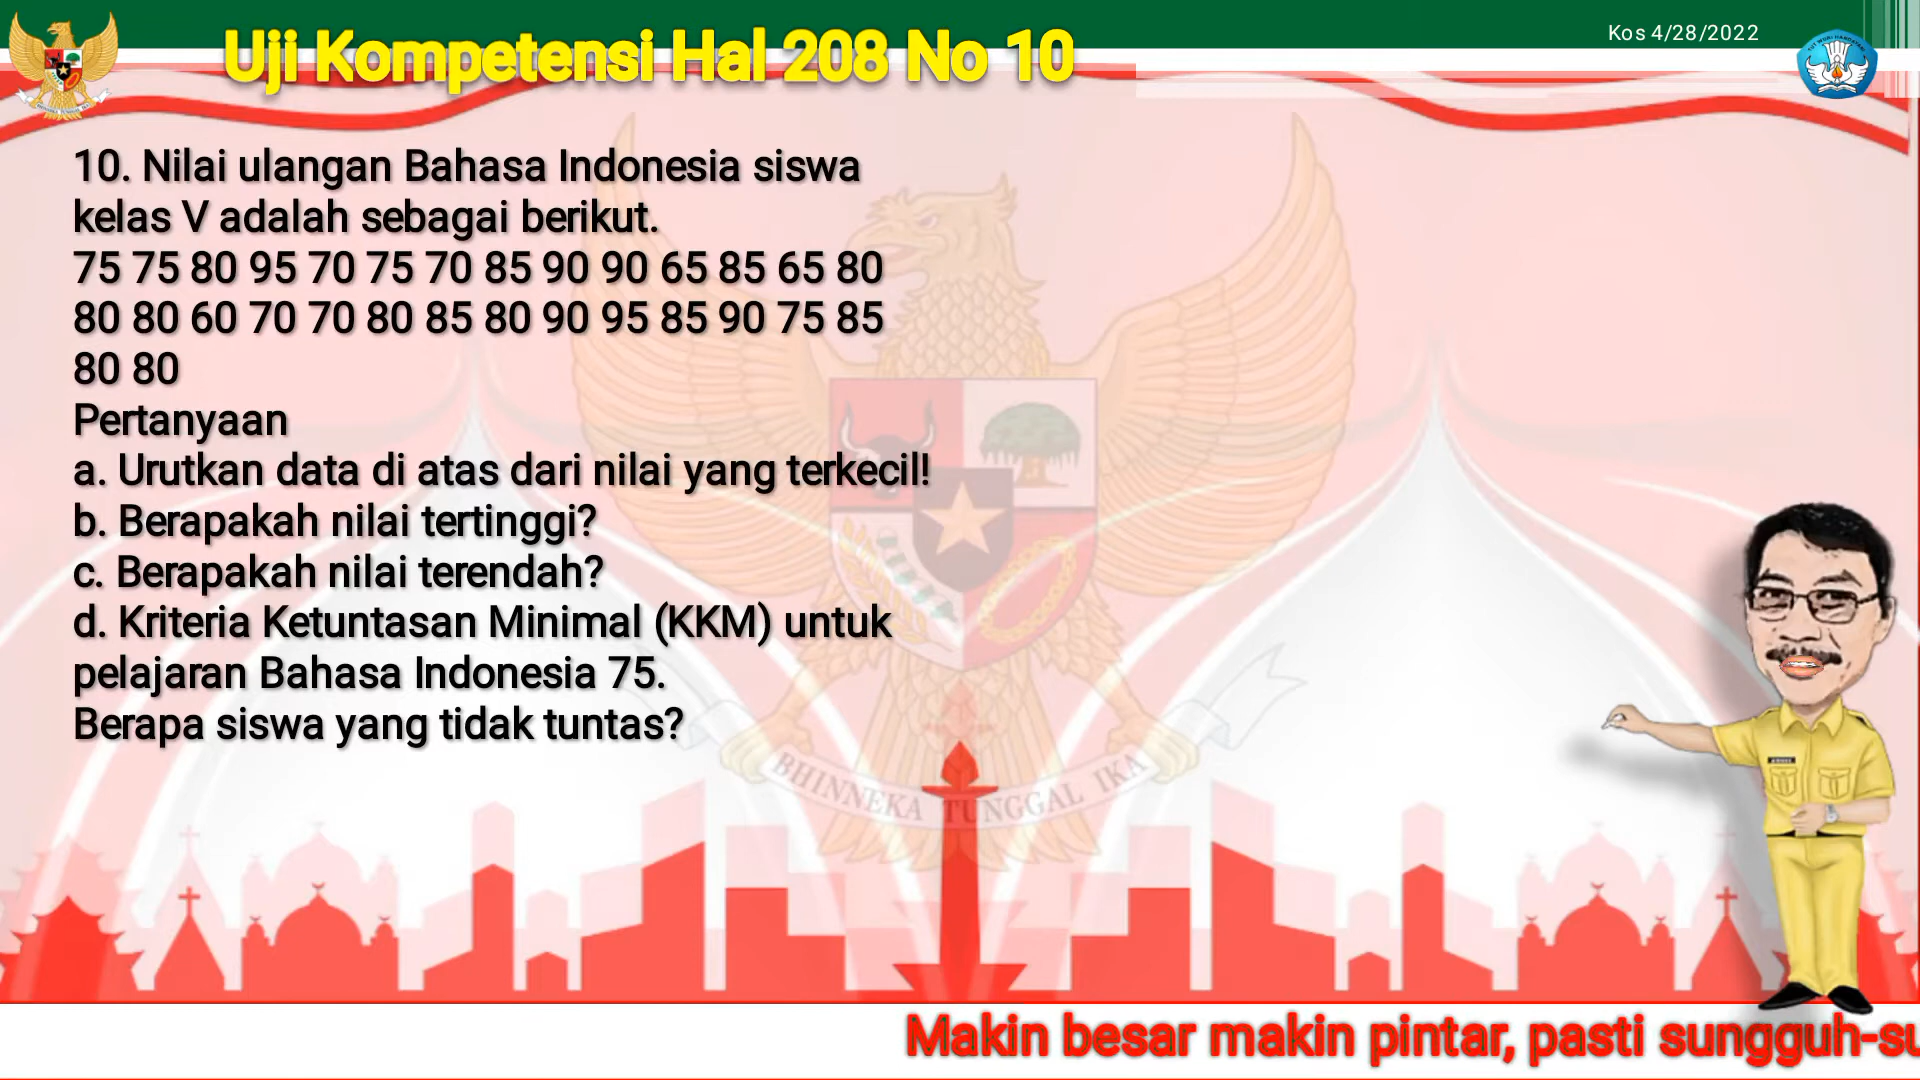 Uji Kompetensi Hal 208 No 10
Kos 4/28/2022
10. Nilai ulangan Bahasa Indonesia siswa
kelas V adalah sebagai berikut.
75 75 80 95 70 75 70 85 90 90 65 85 65 80
80 80 60 70 70 80 85 80 90 95 85 90 75 85
80 80
Pertanyaan
a. Urutkan data di atas dari nilai yang terkecil!
b. Berapakah nilai tertinggi?
c. Berapakah nilai terendah?
d. Kriteria Ketuntasan Minimal (KKM) untuk
pelajaran Bahasa Indonesia 75.
Berapa siswa yang tidak tuntas?
BHINNEKA TUNGGAL IKA
Makin besar makin pintar, pasti sungguh-su